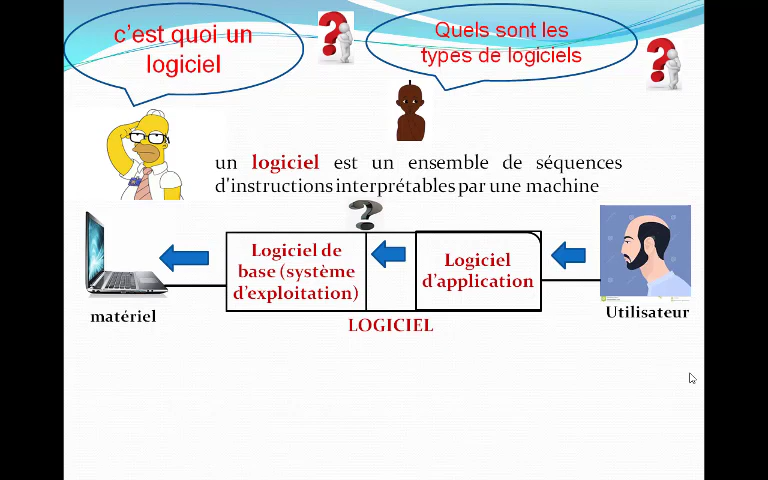 c'est quoi un
logiciel
Quels sont les
types de logiciels
un logiciel est un ensemble de séquences
d'instructions interprétables par une machine
Logiciel de
base (système
d'exploitation)
Logiciel
d'application
matériel
LOGICIEL
Utilisateur